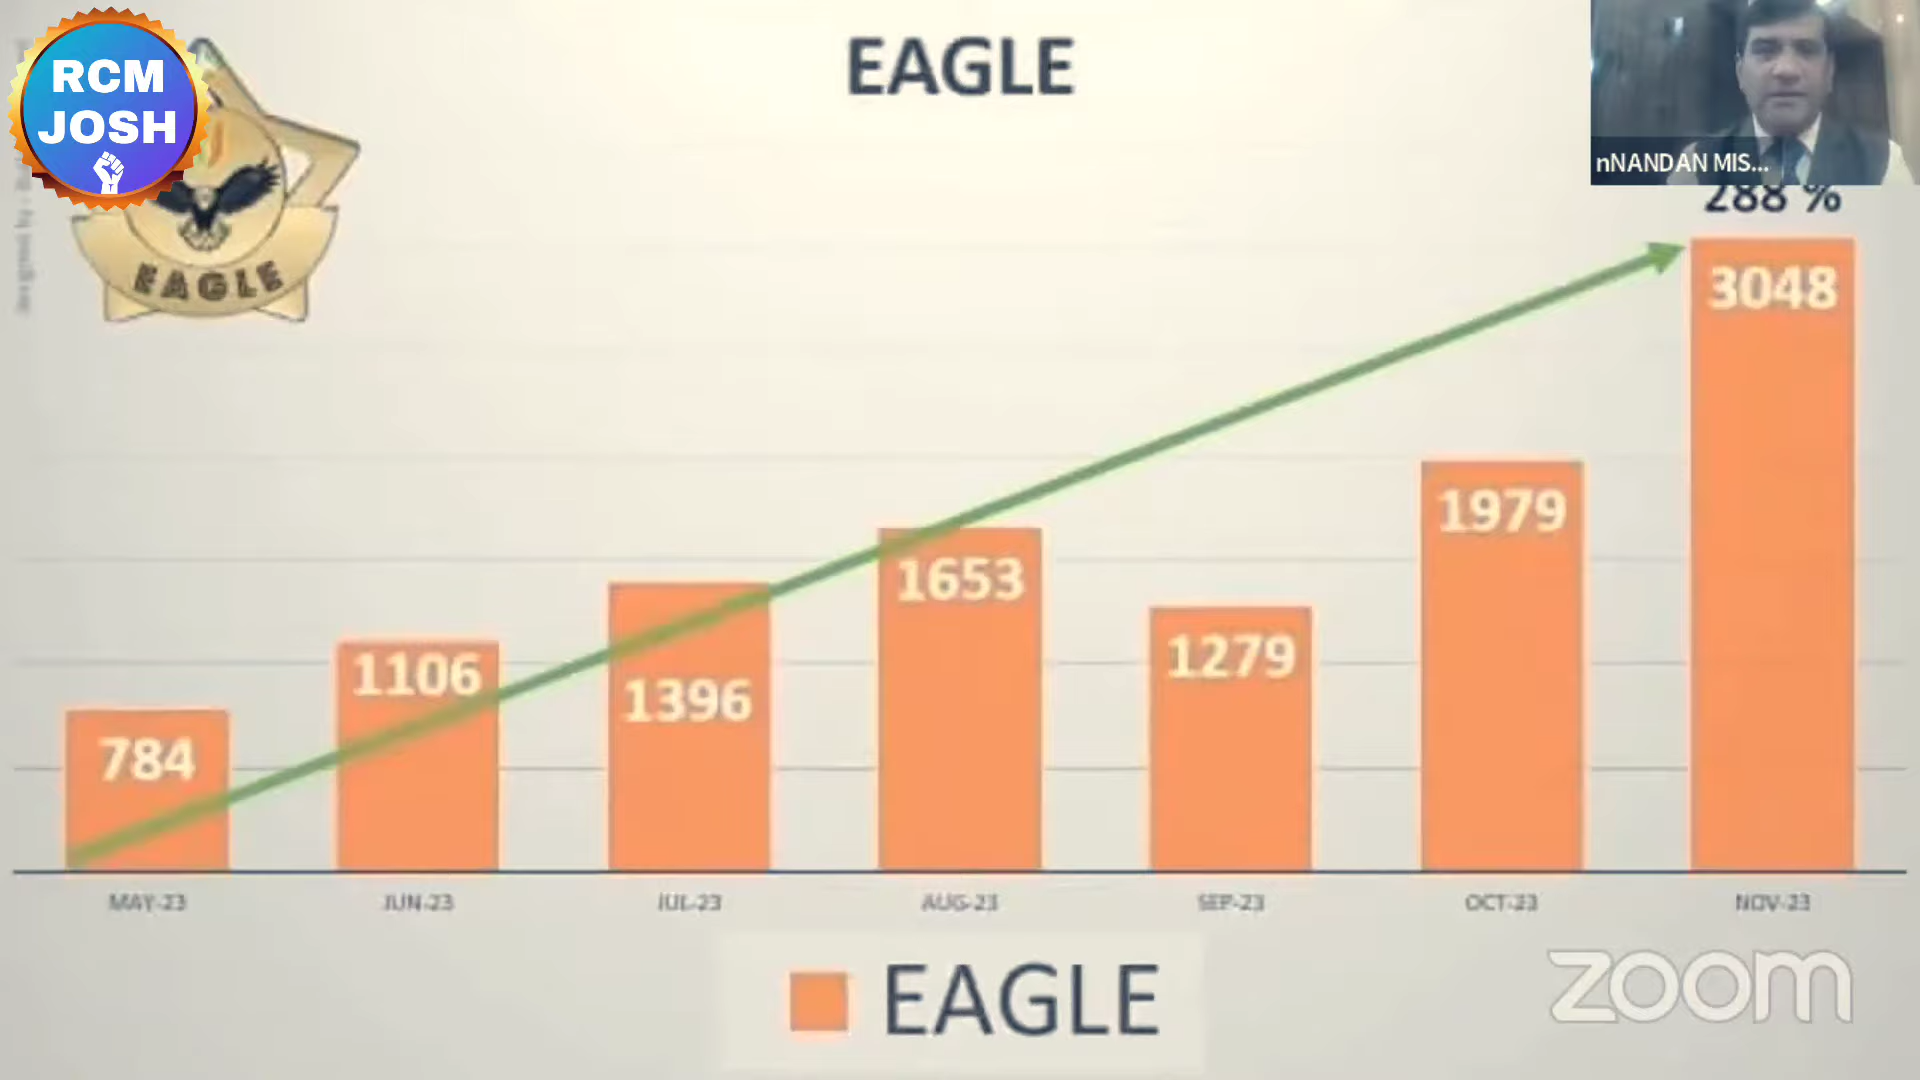 RCM
JOSH
EAGLE
EAGLE
nNANDAN MIS...
288 %
784
1106
1396
1653
1279
1979
3048
MAY-23
JUN-23
JUL-23
AUG-23
SEP-23
OCT-23
NOV-23
EAGLE
zoom